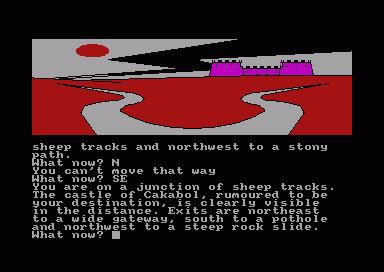 sheep tracks and northwest to a stony
path.
What now? N
You can't move that way
What now? SE
You are on a junction of sheep tracks.
The castle of Cakabol, rumoured to be
your destination, is clearly visible
in the distance. Exits are northeast
to a wide gateway, south to a pothole
and northwest to a steep rock slide.
What now?